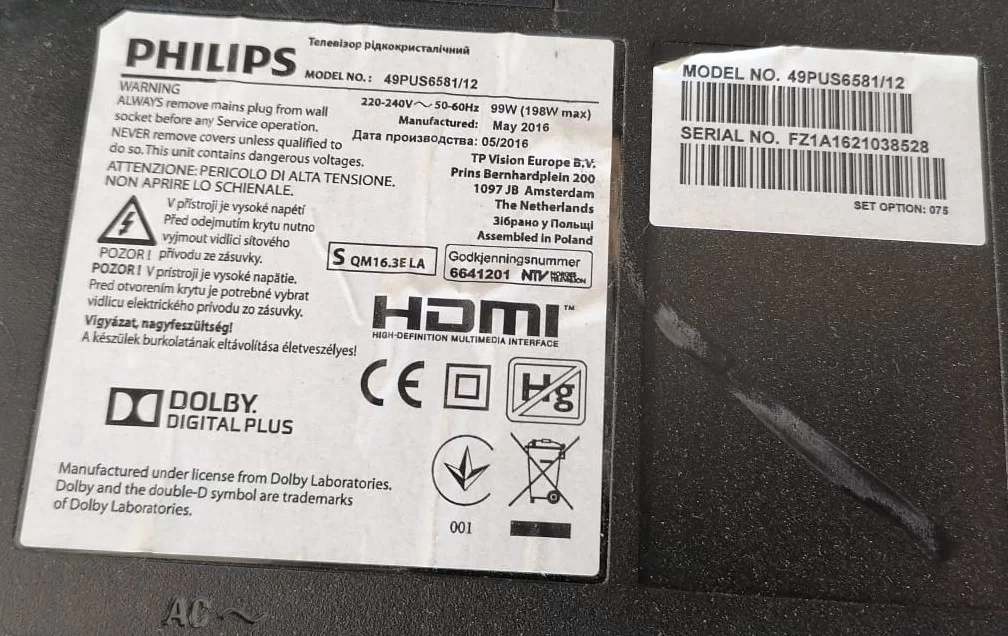 PHILIPS
Телевізор рідкокристалічний
MODEL NO.: 49PUS6581/12
WARNING
ALWAYS remove mains plug from wall
socket before any Service operation.
NEVER remove covers unless qualified to
do so. This unit contains dangerous voltages.
ATTENZIONE: PERICOLO DI ALTA TENSIONE.
NON APRIRE LO SCHIENALE.
V přístroji je vysoké napětí
Před odejmutím krytu nutno
vyjmout vidlici síťového
POZOR! přívodu ze zásuvky.
POZOR! V prístroji je vysoké napätie.
Pred otvorením krytu je potrebné vybrat
vidlicu elektrického prívodu zo zásuvky.
Vigyázat, nagyfeszültség!
A készülék burkolatának eltávolítása életveszélyes!
220-240V~ 50-60Hz 99W (198W max)
Manufactured: May 2016
Дата производства: 05/2016
TP Vision Europe B.V.
Prins Bernhardplein 200
1097 JB Amsterdam
The Netherlands
Зібрано у Польщі
Assembled in Poland
S QM16.3E LA
Godkjenningsnummer
6641201 NTV
HDMI™
HIGH-DEFINITION MULTIMEDIA INTERFACE
CE
Hg
DOLBY.
DIGITAL PLUS
Manufactured under license from Dolby Laboratories.
Dolby and the double-D symbol are trademarks
of Dolby Laboratories.
001
MODEL NO. 49PUS6581/12
SERIAL NO. FZ1A1621038528
SET OPTION: 075
AC ~